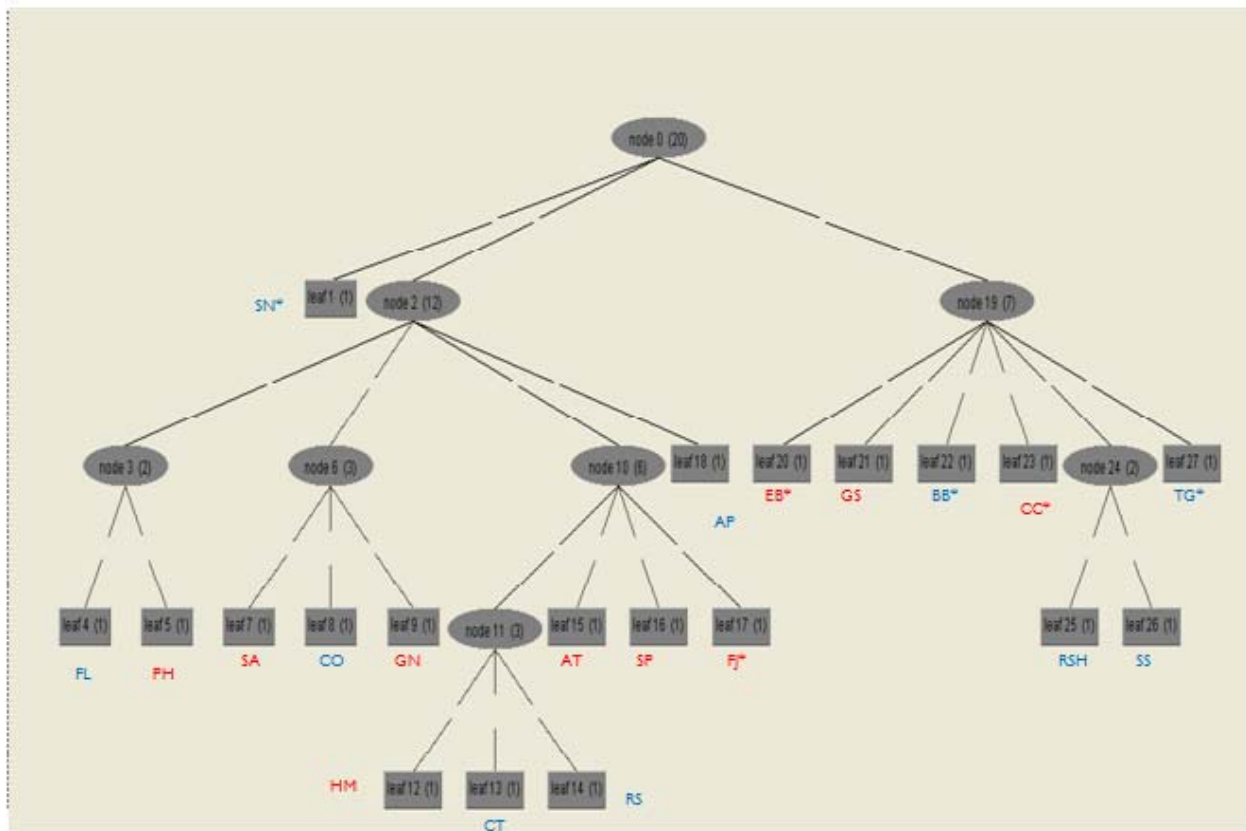 node 0 (20)
SN*
leaf 1 (1)
node 2 (12)
node 19 (7)
node 3 (2)
node 6 (3)
node 10 (6)
leaf 18 (1)
leaf 20 (1)
leaf 21 (1)
leaf 22 (1)
leaf 23 (1)
node 24 (2)
leaf 27 (1)
AP
EB*
GS
BB*
CC*
TG*
leaf 4 (1)
leaf 5 (1)
leaf 7 (1)
leaf 8 (1)
leaf 9 (1)
node 11 (3)
leaf 15 (1)
leaf 16 (1)
leaf 17 (1)
leaf 25 (1)
leaf 26 (1)
FL
PH
SA
CO
GN
AT
SP
FJ*
RSH
SS
HM
leaf 12 (1)
leaf 13 (1)
leaf 14 (1)
RS
CT